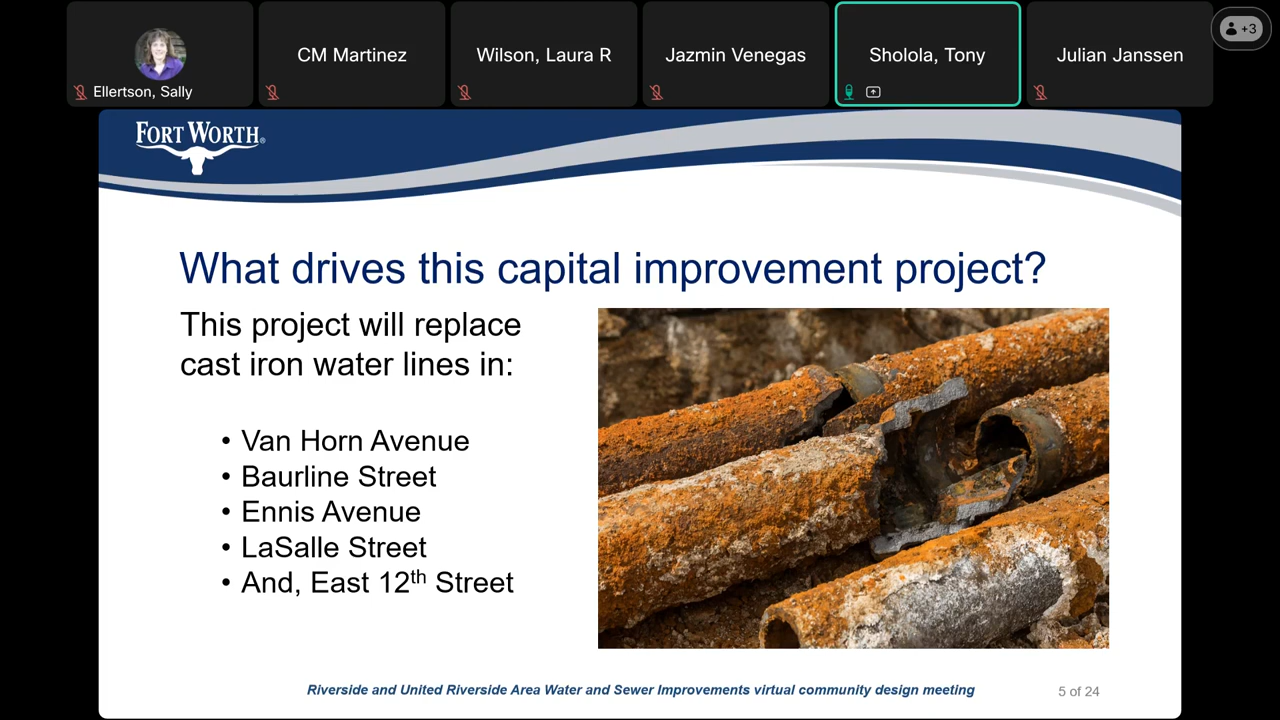 Ellertson, Sally
CM Martinez
Wilson, Laura R
Jazmin Venegas
Sholola, Tony
Julian Janssen
+3
FORT WORTH®
What drives this capital improvement project?
This project will replace
cast iron water lines in:
• Van Horn Avenue
• Baurline Street
• Ennis Avenue
• LaSalle Street
• And, East 12th Street
Riverside and United Riverside Area Water and Sewer Improvements virtual community design meeting
5 of 24